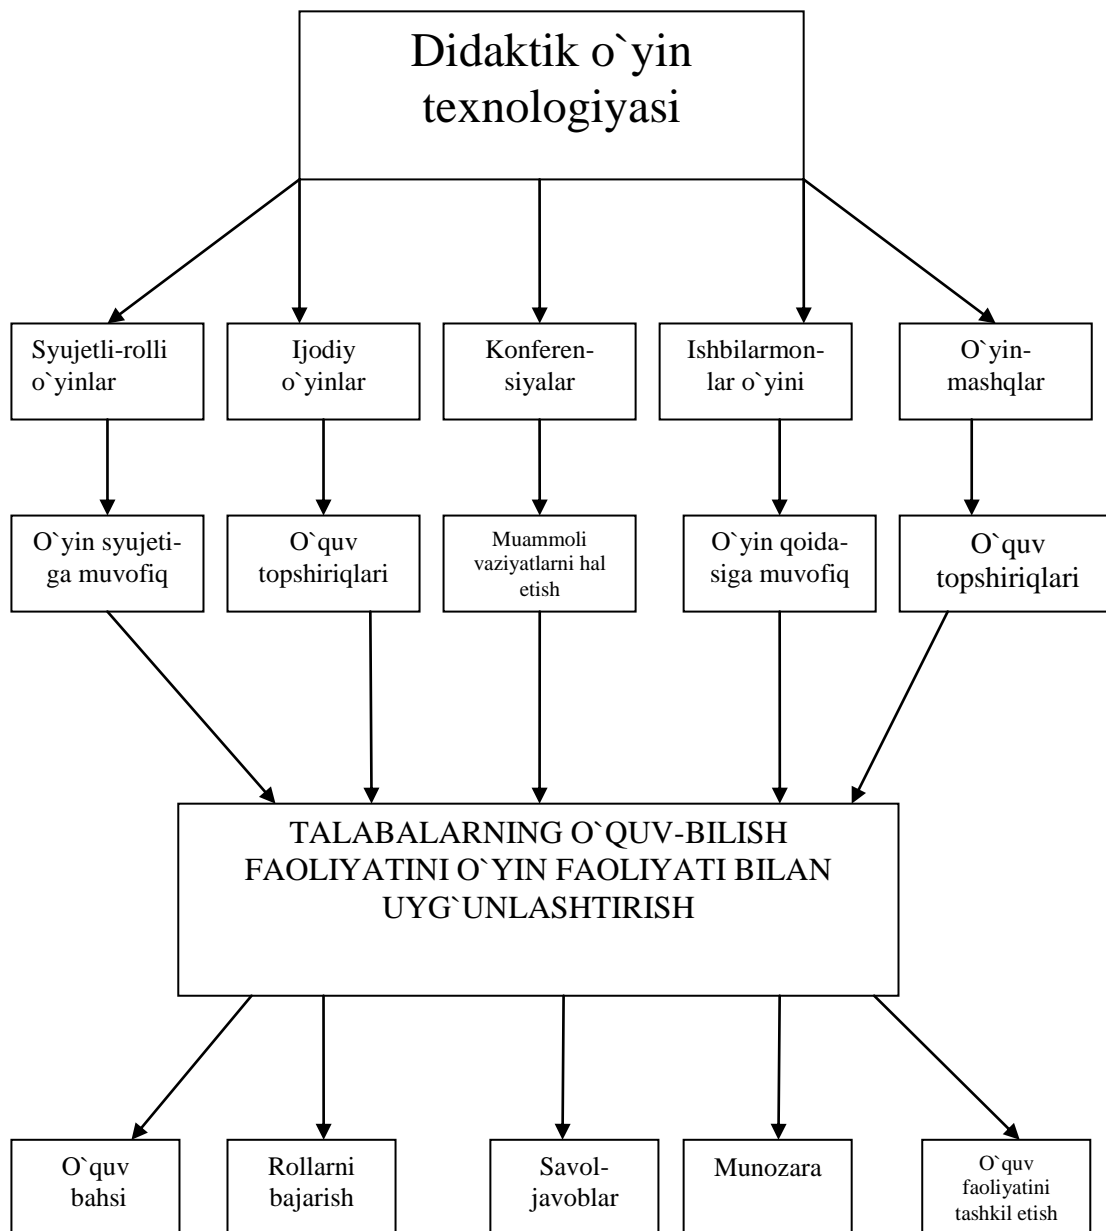 Didaktik o`yin
texnologiyasi
Syujetli-rolli
o`yinlar
Ijodiy
o`yinlar
Konferen-
siyalar
Ishbilarmon-
lar o`yini
O`yin-
mashqlar
O`yin syujeti-
ga muvofiq
O`quv
topshiriqlari
Muammoli
vaziyatlarni hal
etish
O`yin qoida-
siga muvofiq
O`quv
topshiriqlari
TALABALARNING O`QUV-BILISH
FAOLIYATINI O`YIN FAOLIYATI BILAN
UYG`UNLASHTIRISH
O`quv
bahsi
Rollarni
bajarish
Savol-
javoblar
Munozara
O`quv
faoliyatini
tashkil etish